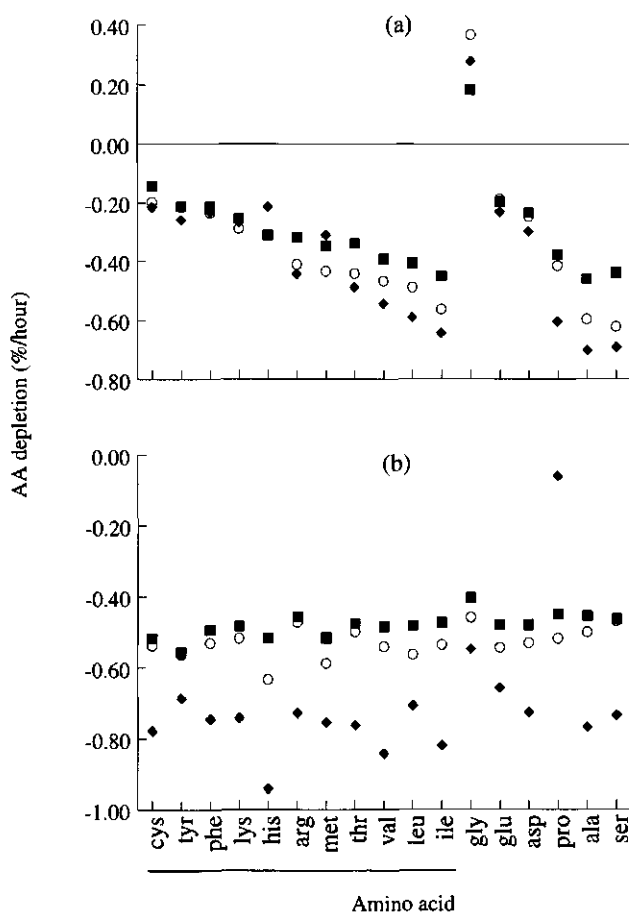 (a)
0.40
0.20
0.00
-0.20
-0.40
-0.60
-0.80
AA depletion (%/hour)
(b)
0.00
-0.20
-0.40
-0.60
-0.80
-1.00
cys
tyr
phe
lys
his
arg
met
thr
val
leu
ile
gly
glu
asp
pro
ala
ser
Amino acid